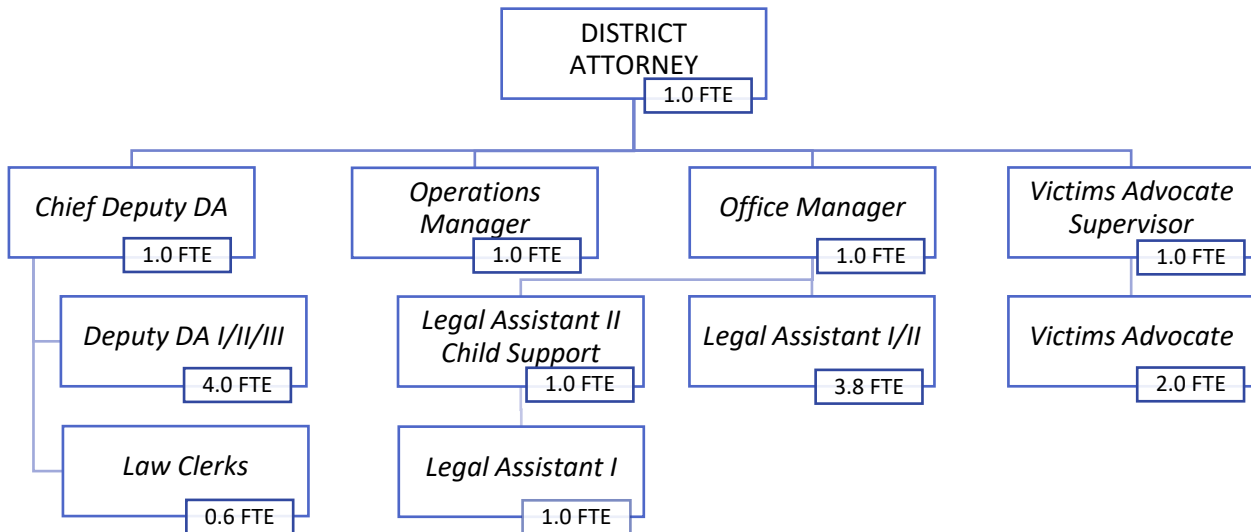 DISTRICT
ATTORNEY
1.0 FTE
Chief Deputy DA
1.0 FTE
Operations
Manager
1.0 FTE
Office Manager
1.0 FTE
Victims Advocate
Supervisor
1.0 FTE
Deputy DA I/II/III
4.0 FTE
Legal Assistant II
Child Support
1.0 FTE
Legal Assistant I/II
3.8 FTE
Victims Advocate
2.0 FTE
Law Clerks
0.6 FTE
Legal Assistant I
1.0 FTE